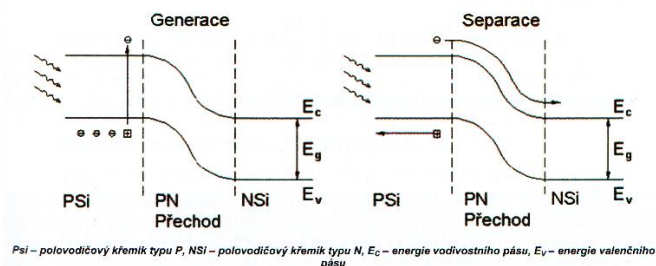 Generace
Separace
E_c
E_g
E_v
PSi
PN
Přechod
NSi
E_c
E_g
E_v
PSi
PN
Přechod
NSi
Psi – polovodičový křemík typu P, NSi – polovodičový křemík typu N, E_C – energie vodivostního pásu, E_V – energie valenčního
pásu